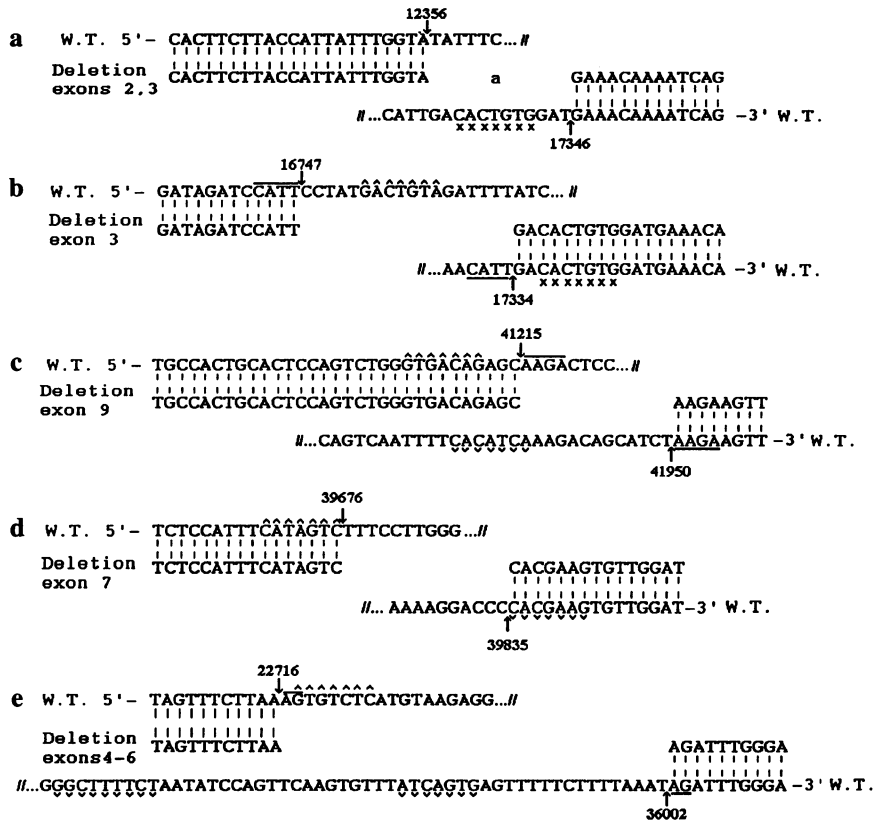 12356
a W.T. 5'- CACTTCTTACCATTATTTGGTATATTTC...//
Deletion exons 2,3 CACTTCTTACCATTATTTGGTA a GAAACAAAATCAG
//...CATTGACACTGTGGATGAAACAAAATCAG -3' W.T.
xxxxxxx
17346
16747
b W.T. 5'- GATAGATCCATTCCTATGACTGTAGATTTTATC...//
Deletion exon 3 GATAGATCCATT GACACTGTGGATGAAACA
//...AACATTGACACTGTGGATGAAACA -3' W.T.
xxxxxxx
17334
41215
c W.T. 5'- TGCCACTGCACTCCAGTCTGGGTGACAGAGCAAGACTCC...//
Deletion exon 9 TGCCACTGCACTCCAGTCTGGGTGACAGAGC AAGAAGTT
//...CAGTCAATTTTCACATCAAAGACAGCATCTAAGAAGTT -3' W.T.
41950
39676
d W.T. 5'- TCTCCATTTCATAGTCTTTCCTTGGG...//
Deletion exon 7 TCTCCATTTCATAGTC CACGAAGTGTTGGAT
//... AAAAGGACCCCACGAAGTGTTGGAT-3' W.T.
39835
22716
e W.T. 5'- TAGTTTCTTAAAGTGTCTCATGTAAGAGG...//
Deletion exons4-6 TAGTTTCTTAA AGATTTGGGA
//...GGGCTTTTCTAATATCCAGTTCAAGTGTTTATCAGTGAGTTTTTCTTTTAAATAGATTTGGGA -3' W.T.
36002